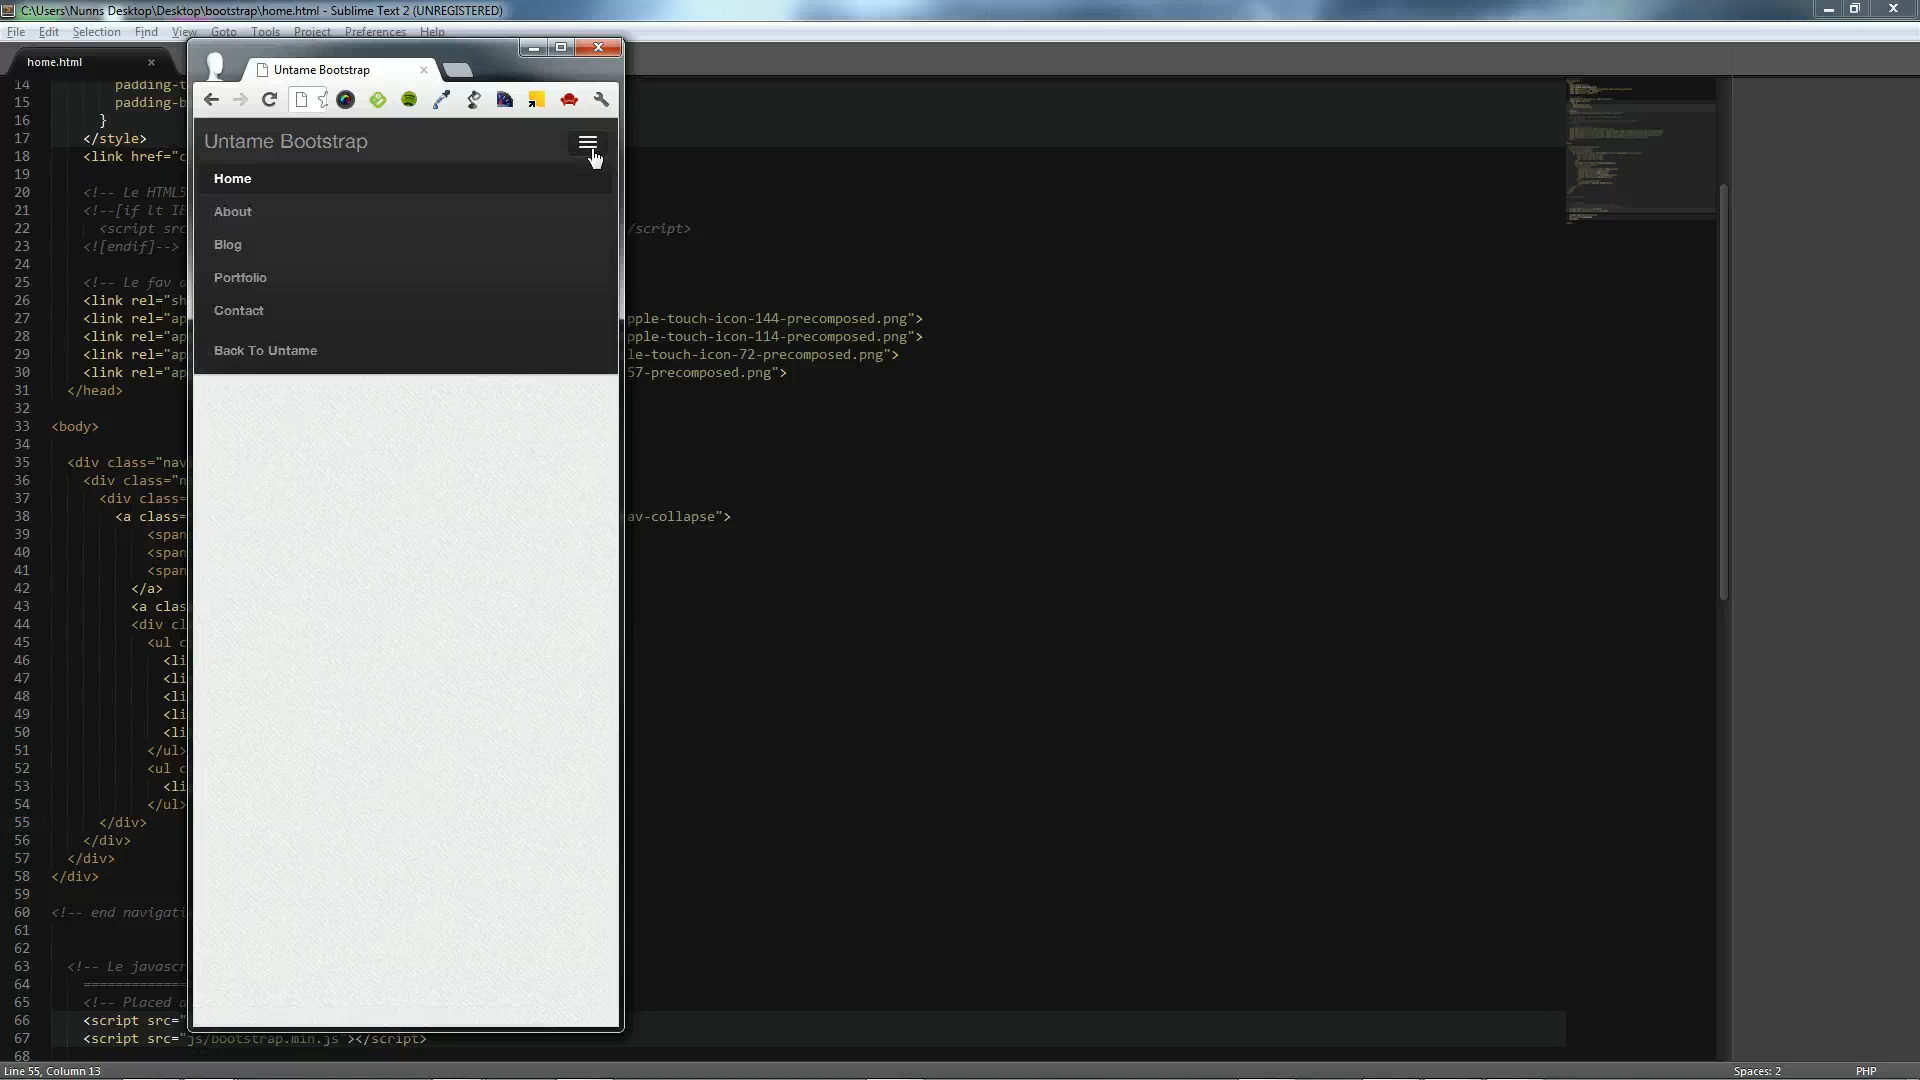 C:\Users\Nunns Desktop\Desktop\bootstrap\home.html - Sublime Text 2 (UNREGISTERED)
File Edit Selection Find View Goto Tools Project Preferences Help
home.html
Untame Bootstrap
Untame Bootstrap
Home
About
Blog
Portfolio
Contact
Back To Untame
14 padding-t
15 padding-b
16 }
17 </style>
18 <link href="c
19
20 <!-- Le HTML5
21 <!--[if lt IE
22 <script src /script>
23 <![endif]-->
24
25 <!-- Le fav a
26 <link rel="sh
27 <link rel="ap pple-touch-icon-144-precomposed.png">
28 <link rel="ap pple-touch-icon-114-precomposed.png">
29 <link rel="ap le-touch-icon-72-precomposed.png">
30 <link rel="ap 57-precomposed.png">
31 </head>
32
33 <body>
34
35 <div class="nav
36 <div class="n
37 <div class=
38 <a class= av-collapse">
39 <span
40 <span
41 <span
42 </a>
43 <a clas
44 <div cl
45 <ul c
46 <li
47 <li
48 <li
49 <li
50 <li
51 </ul>
52 <ul c
53 <li
54 </ul>
55 </div>
56 </div>
57 </div>
58 </div>
59
60 <!-- end navigati
61
62
63 <!-- Le javascr
64 =============
65 <!-- Placed a
66 <script src="
67 <script src="js/bootstrap.min.js"></script>
68
Line 55, Column 13
Spaces: 2
PHP